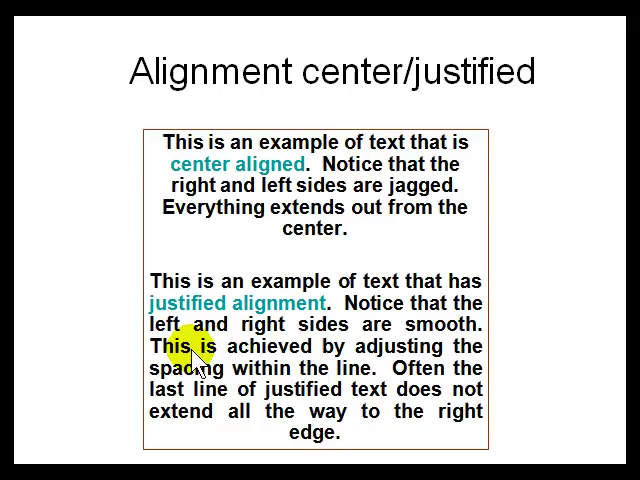 Alignment center/justified
This is an example of text that is
center aligned.  Notice that the
right and left sides are jagged.
Everything extends out from the
center.
This is an example of text that has
justified alignment.  Notice that the
left and right sides are smooth.
This is achieved by adjusting the
spacing within the line.  Often the
last line of justified text does not
extend all the way to the right
edge.